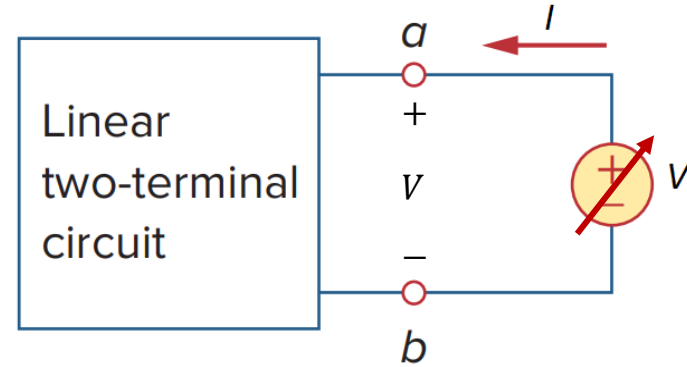 I
a
Linear
two-terminal
circuit
+
V
−
+
−
V
b